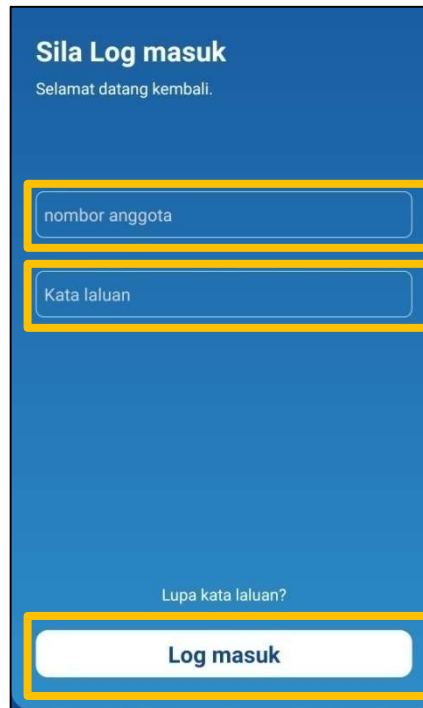 Sila Log masuk
Selamat datang kembali.
nombor anggota
Kata laluan
Lupa kata laluan?
Log masuk